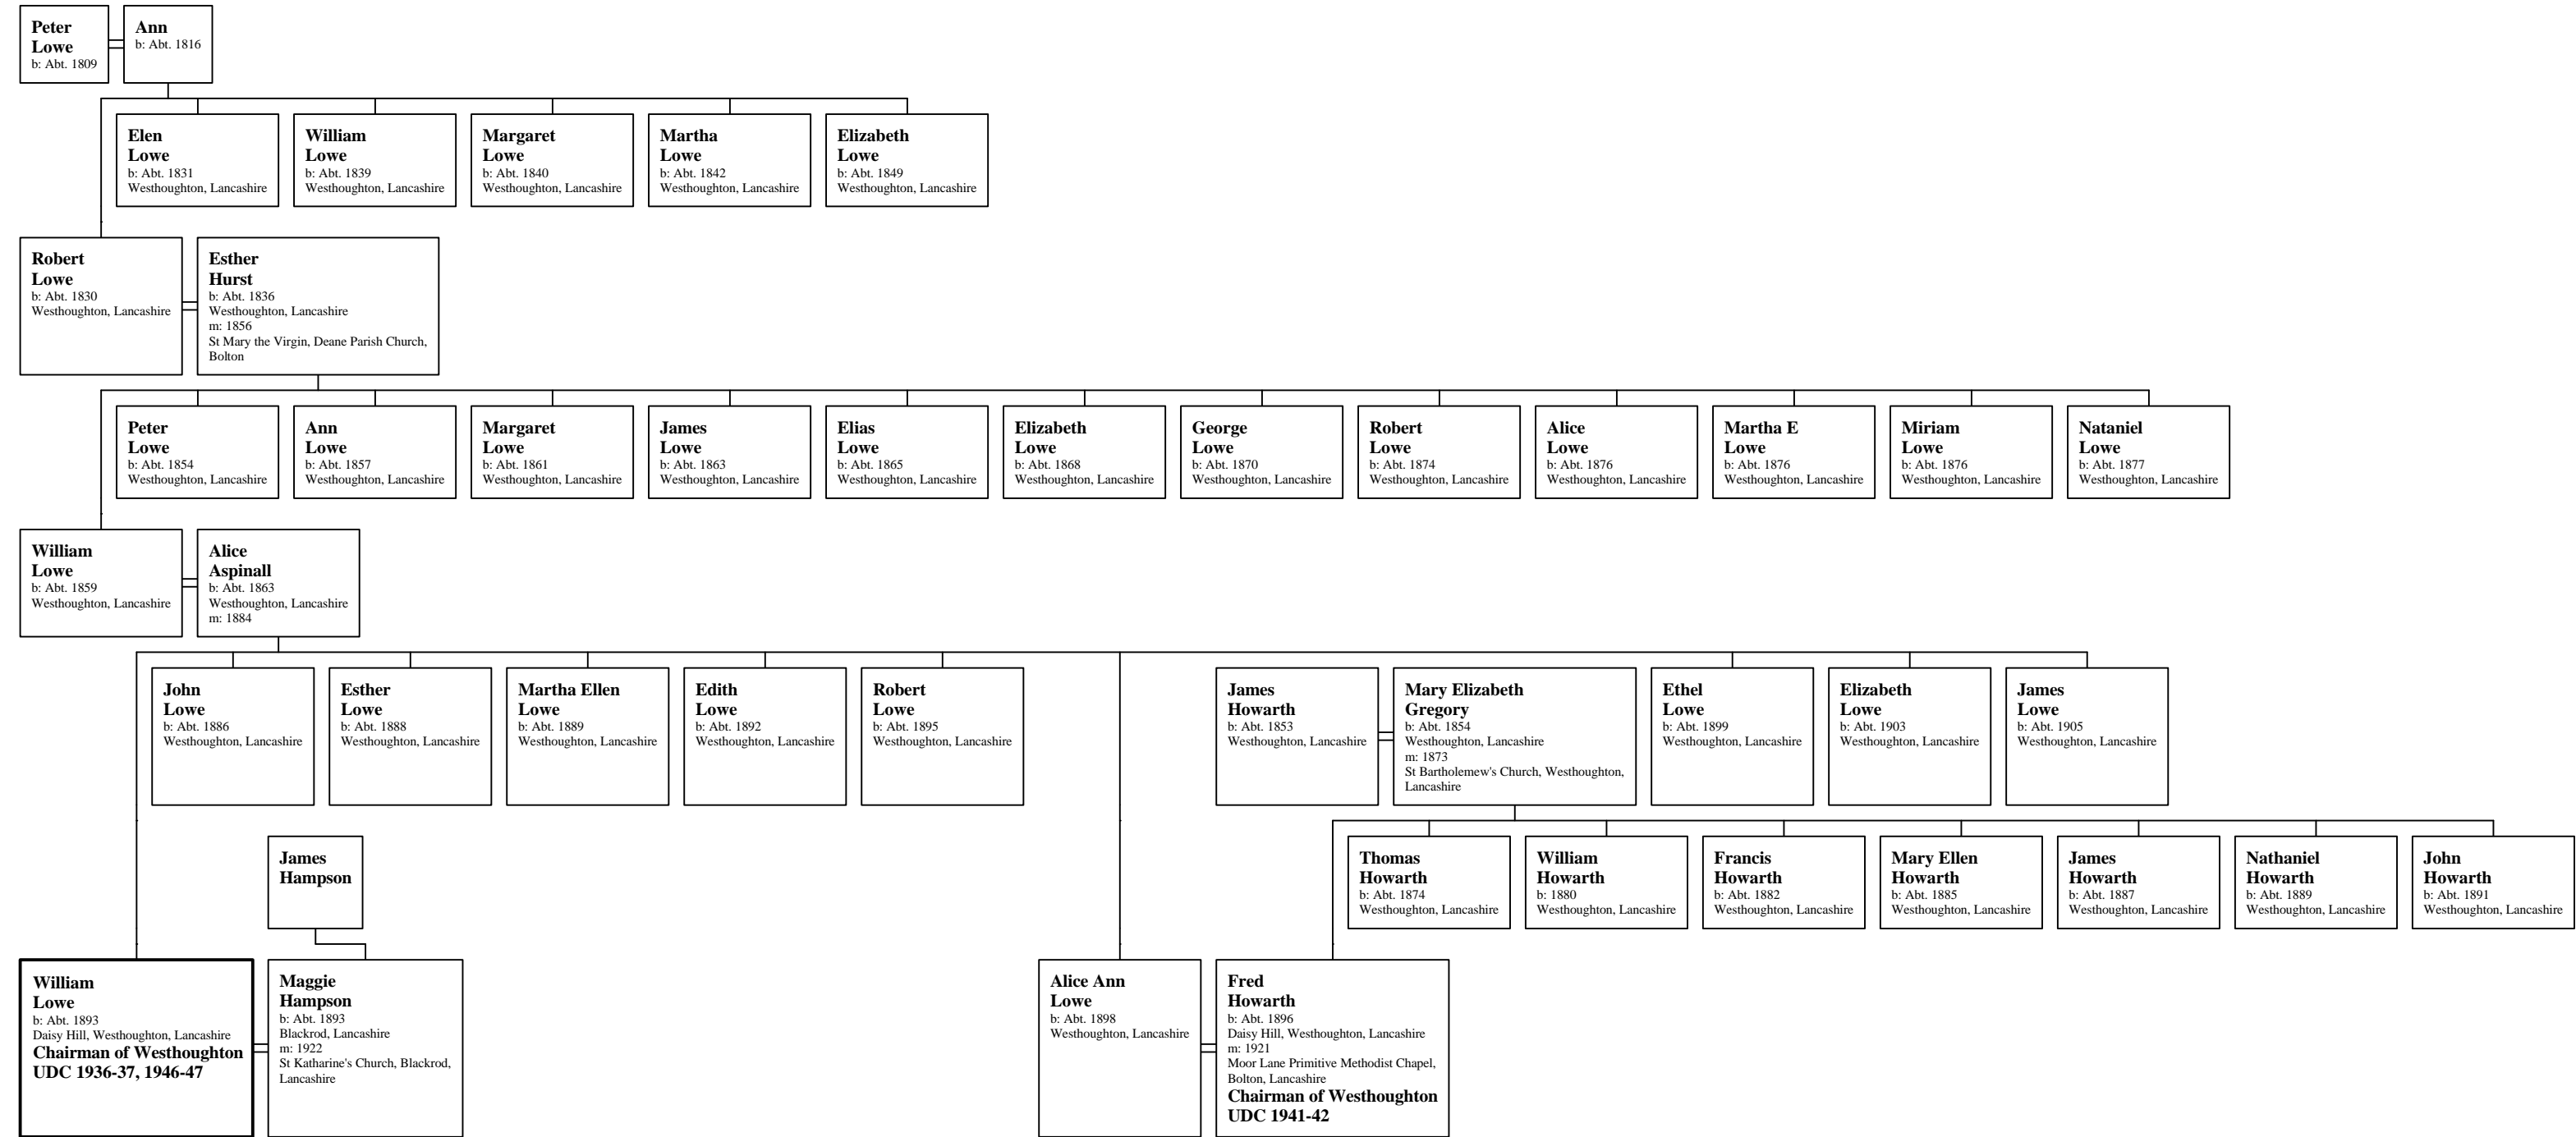 Peter
Lowe
b: Abt. 1809
Ann
b: Abt. 1816
Elen
Lowe
b: Abt. 1831
Westhoughton, Lancashire
William
Lowe
b: Abt. 1839
Westhoughton, Lancashire
Margaret
Lowe
b: Abt. 1840
Westhoughton, Lancashire
Martha
Lowe
b: Abt. 1842
Westhoughton, Lancashire
Elizabeth
Lowe
b: Abt. 1849
Westhoughton, Lancashire
Robert
Lowe
b: Abt. 1830
Westhoughton, Lancashire
Esther
Hurst
b: Abt. 1836
Westhoughton, Lancashire
m: 1856
St Mary the Virgin, Deane Parish Church,
Bolton
Peter
Lowe
b: Abt. 1854
Westhoughton, Lancashire
Ann
Lowe
b: Abt. 1857
Westhoughton, Lancashire
Margaret
Lowe
b: Abt. 1861
Westhoughton, Lancashire
James
Lowe
b: Abt. 1863
Westhoughton, Lancashire
Elias
Lowe
b: Abt. 1865
Westhoughton, Lancashire
Elizabeth
Lowe
b: Abt. 1868
Westhoughton, Lancashire
George
Lowe
b: Abt. 1870
Westhoughton, Lancashire
Robert
Lowe
b: Abt. 1874
Westhoughton, Lancashire
Alice
Lowe
b: Abt. 1876
Westhoughton, Lancashire
Martha E
Lowe
b: Abt. 1876
Westhoughton, Lancashire
Miriam
Lowe
b: Abt. 1876
Westhoughton, Lancashire
Nataniel
Lowe
b: Abt. 1877
Westhoughton, Lancashire
William
Lowe
b: Abt. 1859
Westhoughton, Lancashire
Alice
Aspinall
b: Abt. 1863
Westhoughton, Lancashire
m: 1884
John
Lowe
b: Abt. 1886
Westhoughton, Lancashire
Esther
Lowe
b: Abt. 1888
Westhoughton, Lancashire
Martha Ellen
Lowe
b: Abt. 1889
Westhoughton, Lancashire
Edith
Lowe
b: Abt. 1892
Westhoughton, Lancashire
Robert
Lowe
b: Abt. 1895
Westhoughton, Lancashire
James
Howarth
b: Abt. 1853
Westhoughton, Lancashire
Mary Elizabeth
Gregory
b: Abt. 1854
Westhoughton, Lancashire
m: 1873
St Bartholemew's Church, Westhoughton,
Lancashire
Ethel
Lowe
b: Abt. 1899
Westhoughton, Lancashire
Elizabeth
Lowe
b: Abt. 1903
Westhoughton, Lancashire
James
Lowe
b: Abt. 1905
Westhoughton, Lancashire
James
Hampson
Thomas
Howarth
b: Abt. 1874
Westhoughton, Lancashire
William
Howarth
b: 1880
Westhoughton, Lancashire
Francis
Howarth
b: Abt. 1882
Westhoughton, Lancashire
Mary Ellen
Howarth
b: Abt. 1885
Westhoughton, Lancashire
James
Howarth
b: Abt. 1887
Westhoughton, Lancashire
Nathaniel
Howarth
b: Abt. 1889
Westhoughton, Lancashire
John
Howarth
b: Abt. 1891
Westhoughton, Lancashire
William
Lowe
b: Abt. 1893
Daisy Hill, Westhoughton, Lancashire
Chairman of Westhoughton
UDC 1936-37, 1946-47
Maggie
Hampson
b: Abt. 1893
Blackrod, Lancashire
m: 1922
St Katharine's Church, Blackrod,
Lancashire
Alice Ann
Lowe
b: Abt. 1898
Westhoughton, Lancashire
Fred
Howarth
b: Abt. 1896
Daisy Hill, Westhoughton, Lancashire
m: 1921
Moor Lane Primitive Methodist Chapel,
Bolton, Lancashire
Chairman of Westhoughton
UDC 1941-42